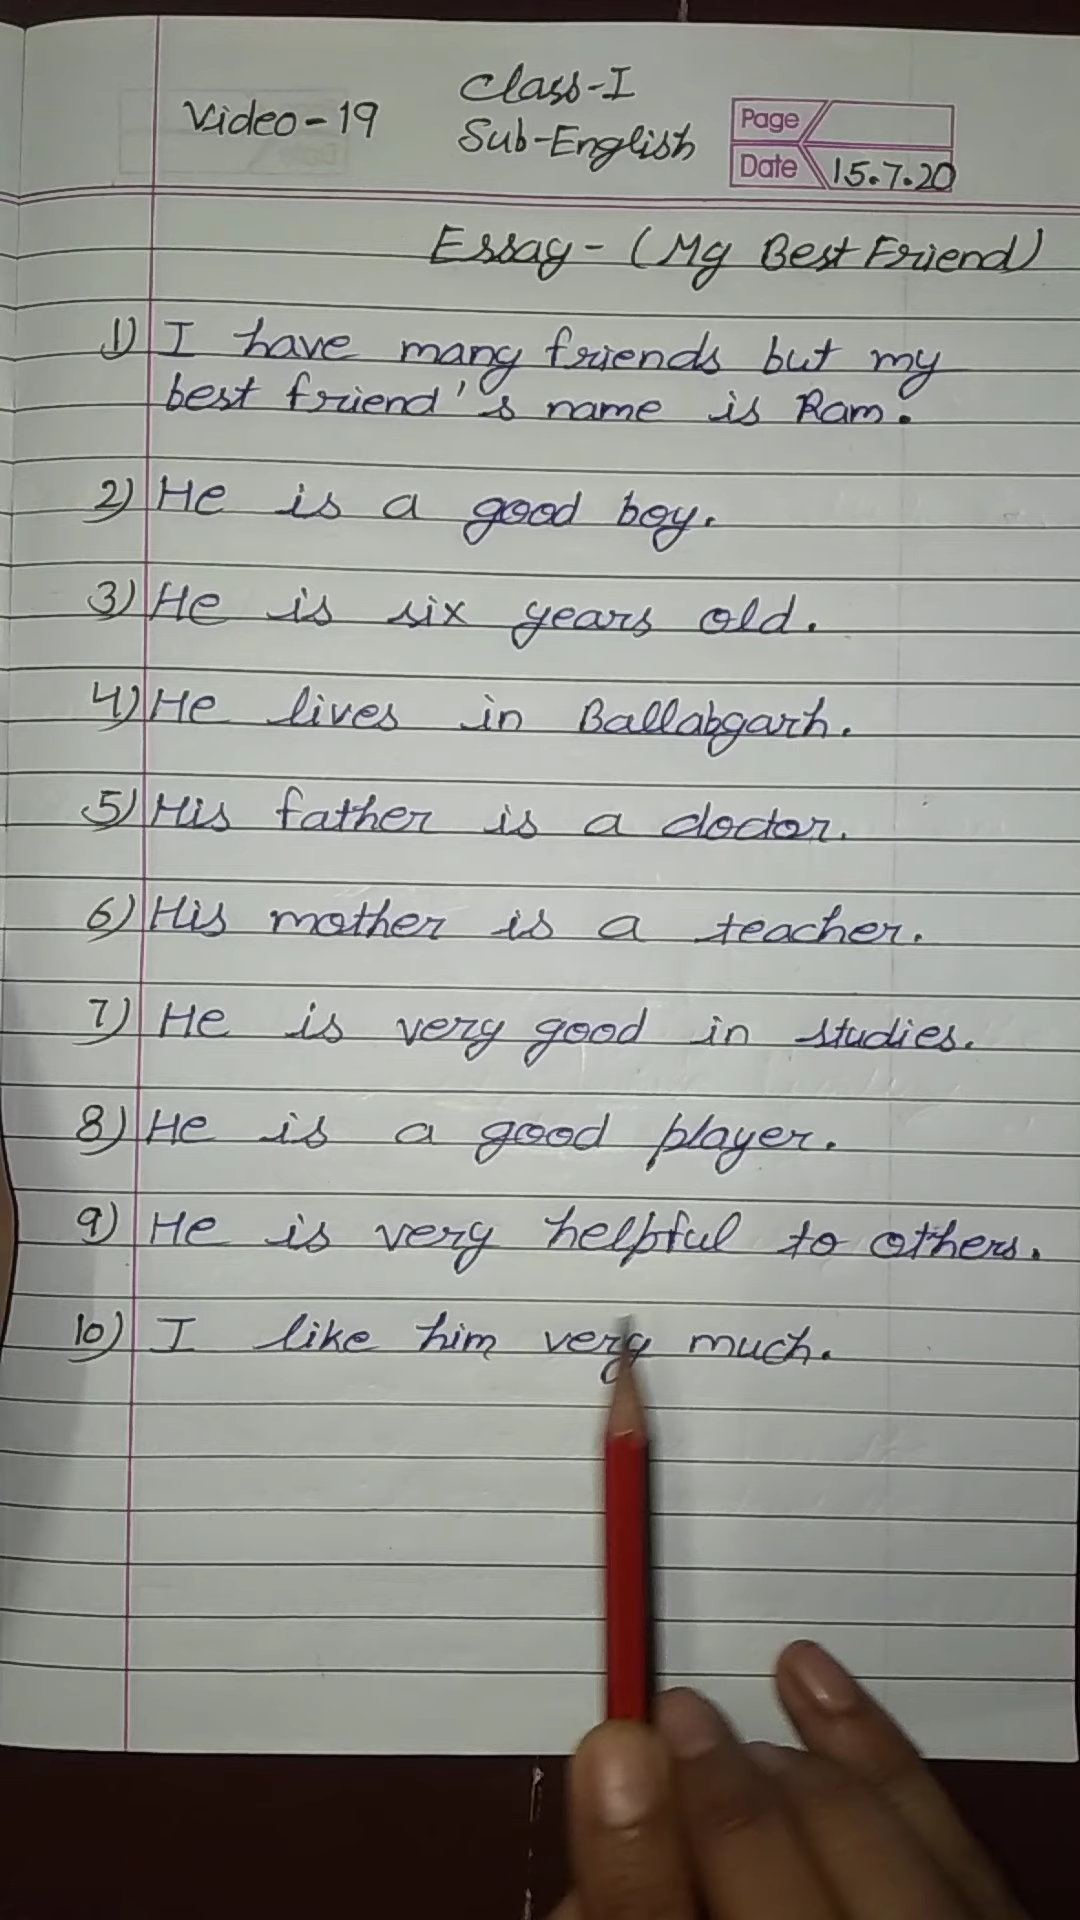 Class-I
Video-19
Sub-English
Page
Date 15.7.20
Essay- (My Best Friend)
1) I have many friends but my
best friend's name is Ram.
2) He is a good boy.
3) He is six years old.
4) He lives in Ballabgarh.
5) His father is a doctor.
6) His mother is a teacher.
7) He is very good in studies.
8) He is a good player.
9) He is very helpful to others.
10) I like him very much.